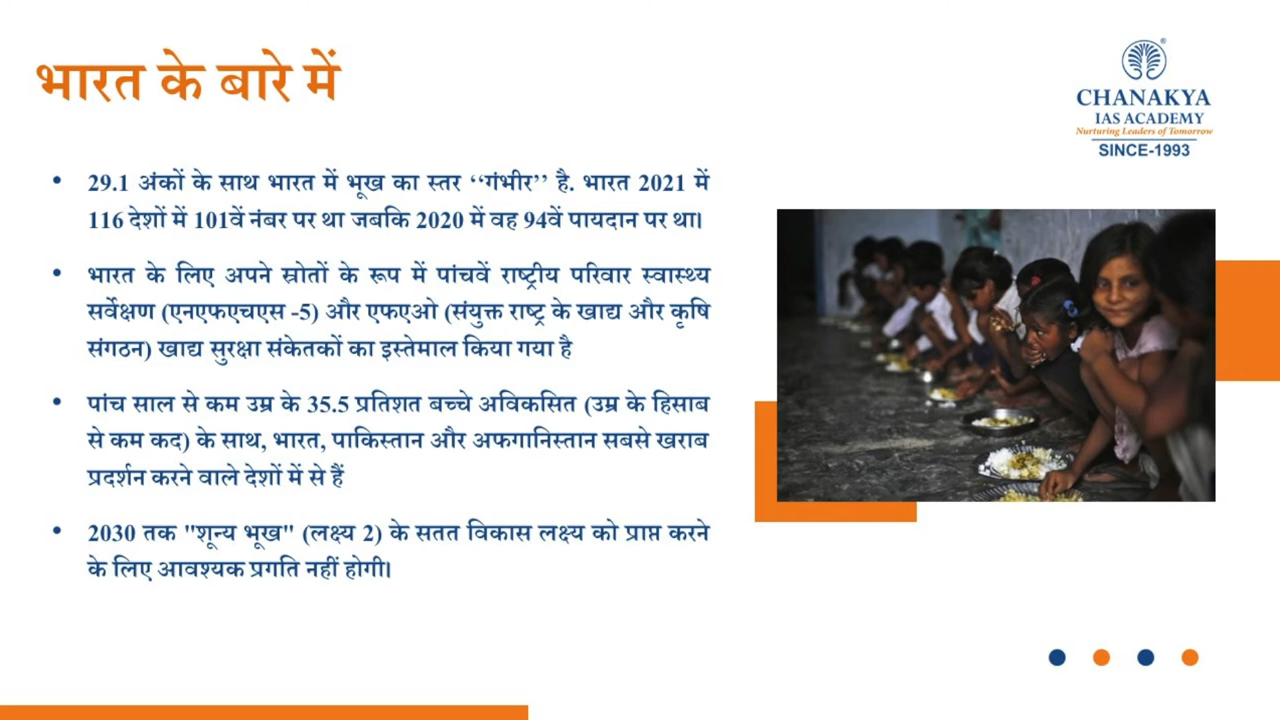 भारत के बारे में
CHANAKYA
IAS ACADEMY
Nurturing Leaders of Tomorrow
SINCE-1993
• 29.1 अंकों के साथ भारत में भूख का स्तर ‘‘गंभीर’’ है. भारत 2021 में
116 देशों में 101वें नंबर पर था जबकि 2020 में वह 94वें पायदान पर था।
• भारत के लिए अपने स्रोतों के रूप में पांचवें राष्ट्रीय परिवार स्वास्थ्य
सर्वेक्षण (एनएफएचएस -5) और एफएओ (संयुक्त राष्ट्र के खाद्य और कृषि
संगठन) खाद्य सुरक्षा संकेतकों का इस्तेमाल किया गया है
• पांच साल से कम उम्र के 35.5 प्रतिशत बच्चे अविकसित (उम्र के हिसाब
से कम कद) के साथ, भारत, पाकिस्तान और अफगानिस्तान सबसे खराब
प्रदर्शन करने वाले देशों में से हैं
• 2030 तक "शून्य भूख" (लक्ष्य 2) के सतत विकास लक्ष्य को प्राप्त करने
के लिए आवश्यक प्रगति नहीं होगी।